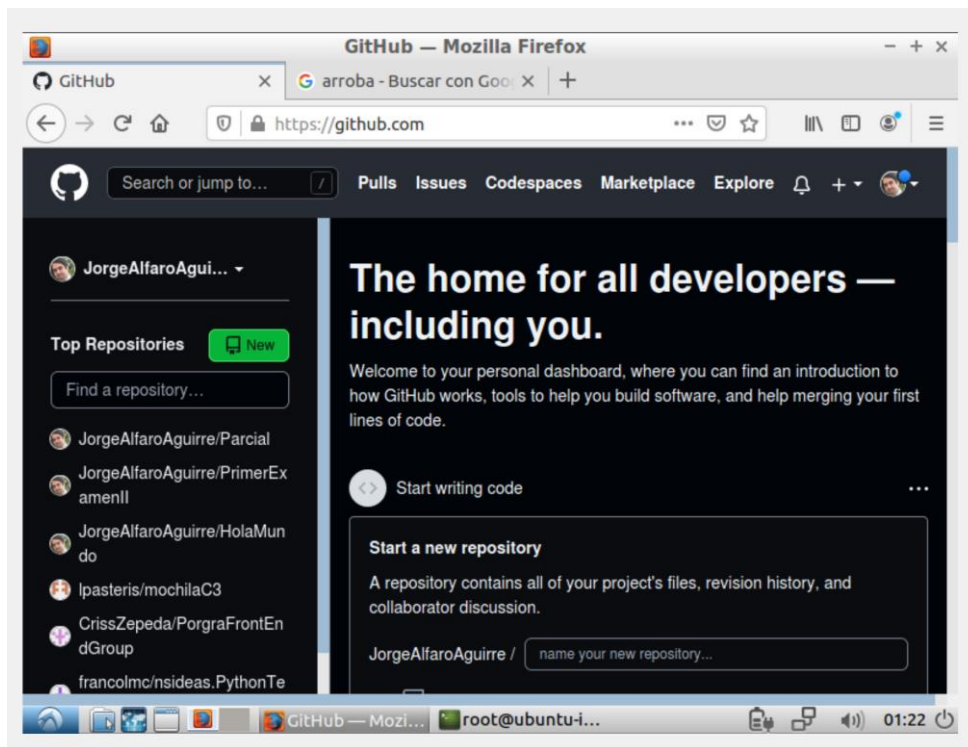 GitHub — Mozilla Firefox
GitHub
arroba - Buscar con Goo
https://github.com
Search or jump to...
/
Pulls Issues Codespaces Marketplace Explore
JorgeAlfaroAgui...
Top Repositories
New
Find a repository...
JorgeAlfaroAguirre/Parcial
JorgeAlfaroAguirre/PrimerEx
amenII
JorgeAlfaroAguirre/HolaMun
do
lpasteris/mochilaC3
CrissZepeda/PorgraFrontEn
dGroup
francolmc/nsideas.PythonTe
The home for all developers —
including you.
Welcome to your personal dashboard, where you can find an introduction to
how GitHub works, tools to help you build software, and help merging your first
lines of code.
Start writing code
Start a new repository
A repository contains all of your project's files, revision history, and
collaborator discussion.
JorgeAlfaroAguirre / name your new repository...
GitHub — Mozi...
root@ubuntu-i...
01:22